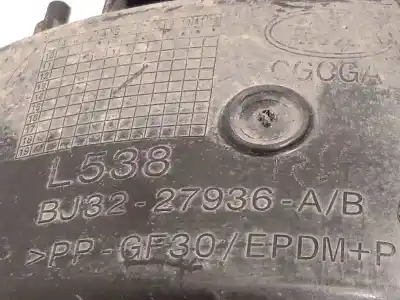 CGCGA
L538
BJ32-27936-A/B
>PP-GF30/EPDM+P